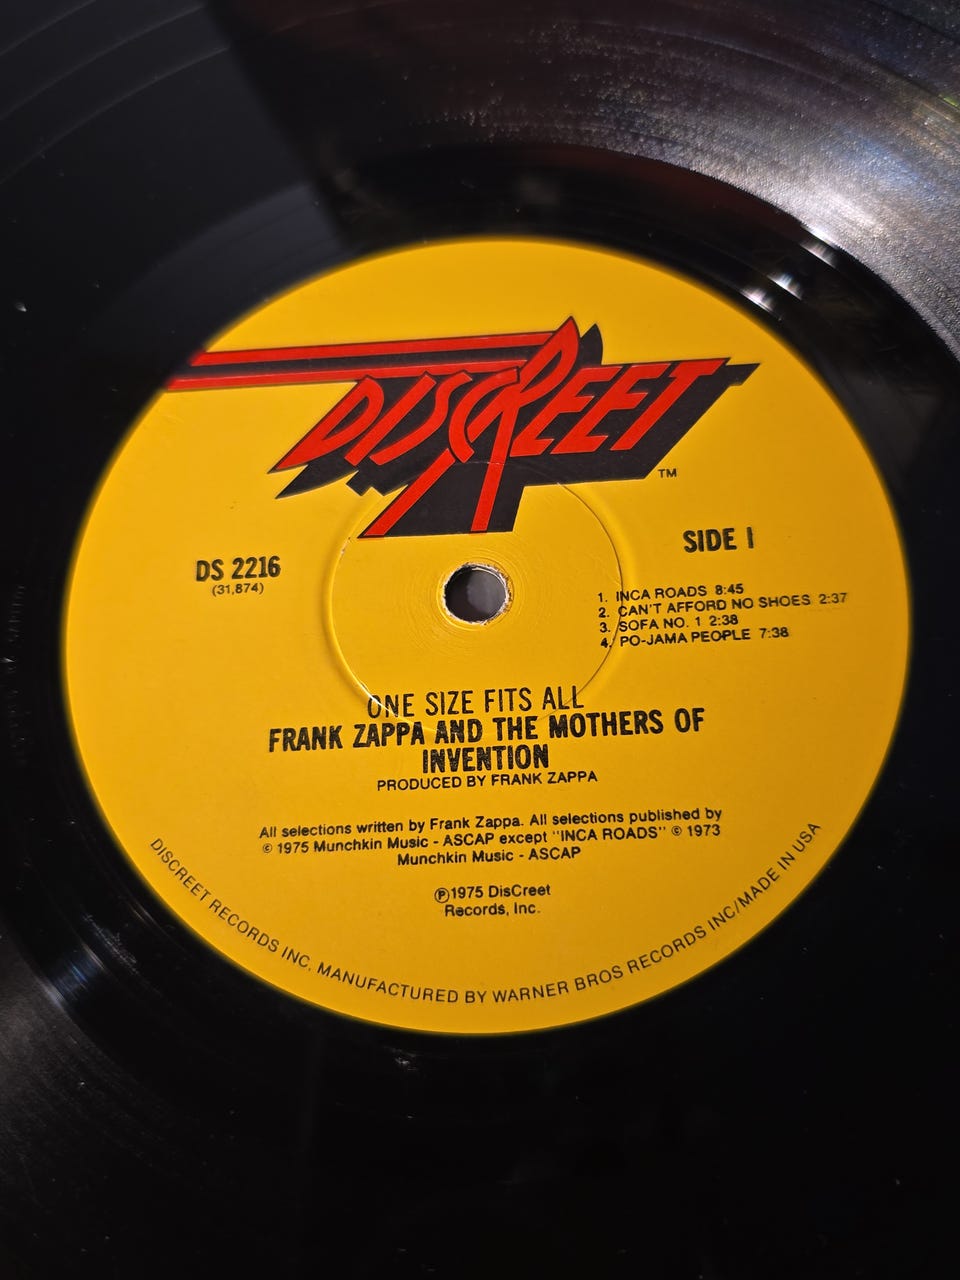 DISCREET
TM
DS 2216
(31,874)
SIDE 1
1. INCA ROADS 8:45
2. CAN'T AFFORD NO SHOES 2:37
3. SOFA NO. 1 2:38
4. PO-JAMA PEOPLE 7:38
ONE SIZE FITS ALL
FRANK ZAPPA AND THE MOTHERS OF
INVENTION
PRODUCED BY FRANK ZAPPA
All selections written by Frank Zappa. All selections published by
© 1975 Munchkin Music - ASCAP except "INCA ROADS" © 1973
Munchkin Music - ASCAP
℗1975 DisCreet
Records, Inc.
DISCREET RECORDS INC. MANUFACTURED BY WARNER BROS RECORDS INC/MADE IN USA